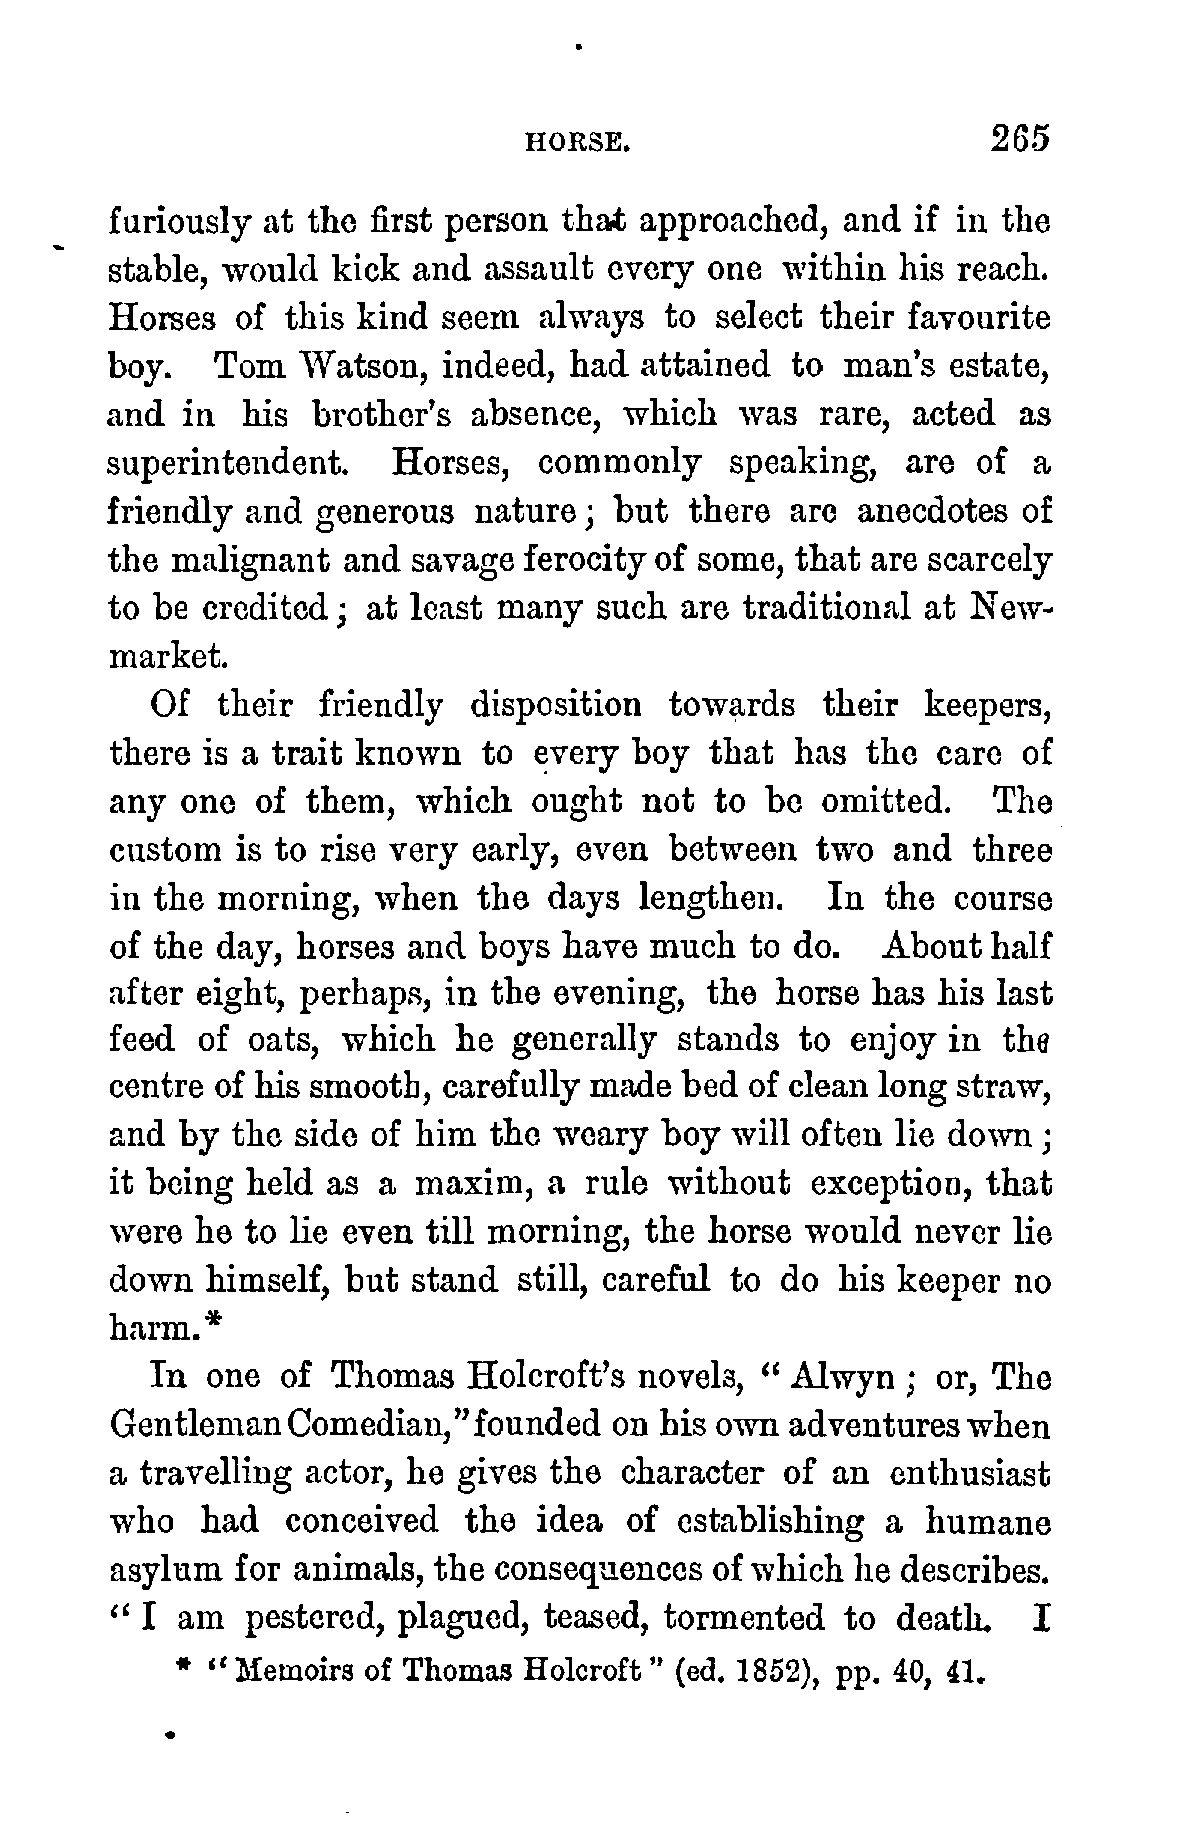 HORSE. 265
furiously at the first person that approached, and if in the
stable, would kick and assault every one within his reach.
Horses of this kind seem always to select their favourite
boy. Tom Watson, indeed, had attained to man's estate,
and in his brother's absence, which was rare, acted as
superintendent. Horses, commonly speaking, are of a
friendly and generous nature; but there are anecdotes of
the malignant and savage ferocity of some, that are scarcely
to be credited; at least many such are traditional at New-
market.
Of their friendly disposition towards their keepers,
there is a trait known to every boy that has the care of
any one of them, which ought not to be omitted. The
custom is to rise very early, even between two and three
in the morning, when the days lengthen. In the course
of the day, horses and boys have much to do. About half
after eight, perhaps, in the evening, the horse has his last
feed of oats, which he generally stands to enjoy in the
centre of his smooth, carefully made bed of clean long straw,
and by the side of him the weary boy will often lie down;
it being held as a maxim, a rule without exception, that
were he to lie even till morning, the horse would never lie
down himself, but stand still, careful to do his keeper no
harm.*
In one of Thomas Holcroft's novels, "Alwyn; or, The
Gentleman Comedian," founded on his own adventures when
a travelling actor, he gives the character of an enthusiast
who had conceived the idea of establishing a humane
asylum for animals, the consequences of which he describes.
"I am pestered, plagued, teased, tormented to death. I
* "Memoirs of Thomas Holcroft" (ed. 1852), pp. 40, 41.